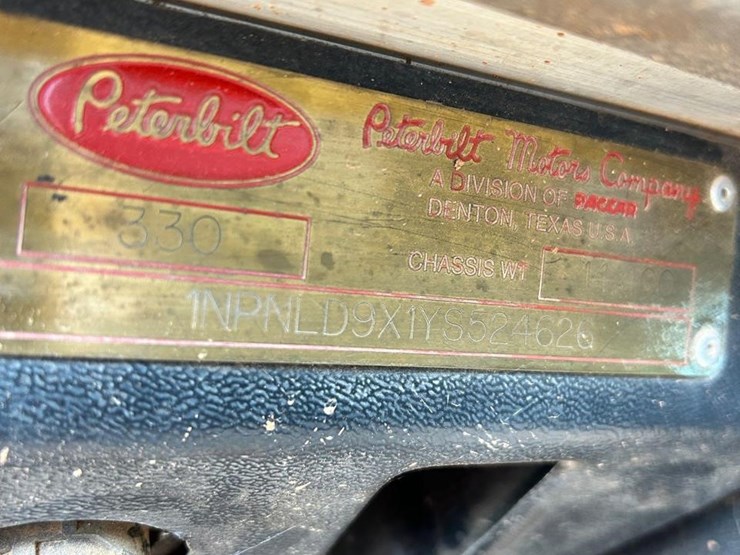 Peterbilt
Peterbilt Motors Company
A DIVISION OF PACCAR
DENTON, TEXAS U.S.A.
330
CHASSIS WT
1NPNLD9X1YS524626